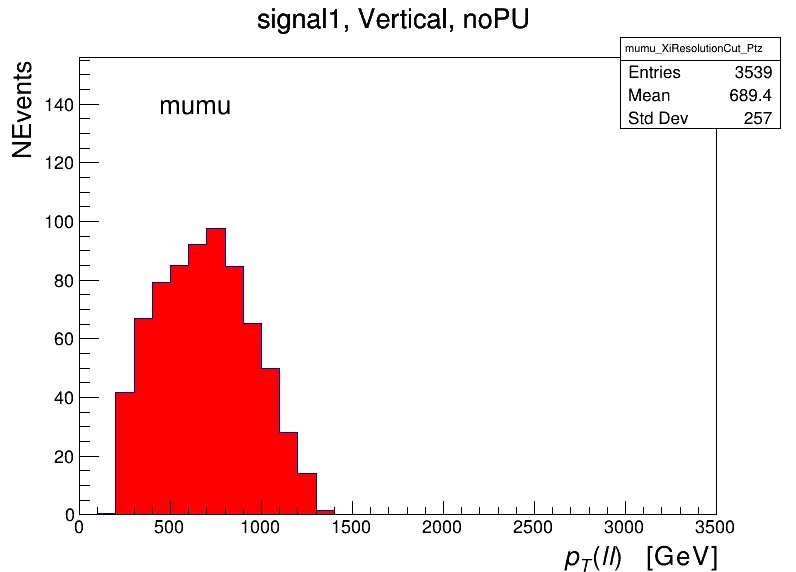 signal1, Vertical, noPU
mumu_XiResolutionCut_Ptz
Entries 3539
Mean 689.4
Std Dev 257
NEvents
mumu
140
120
100
80
60
40
20
0
0 500 1000 1500 2000 2500 3000 3500
p_T(ll) [GeV]